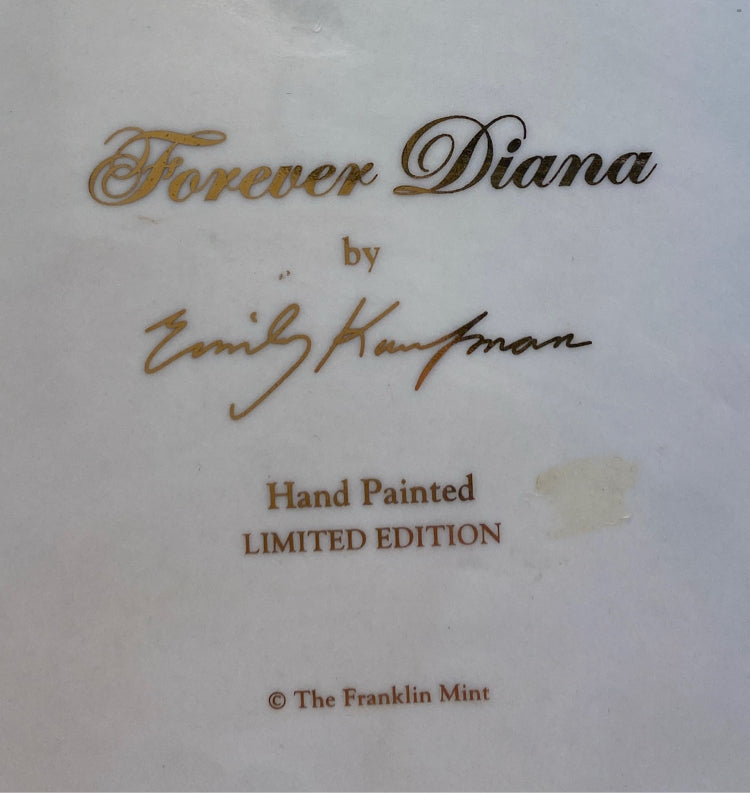 Forever Diana
by
Emily Kaufman
Hand Painted
LIMITED EDITION
© The Franklin Mint